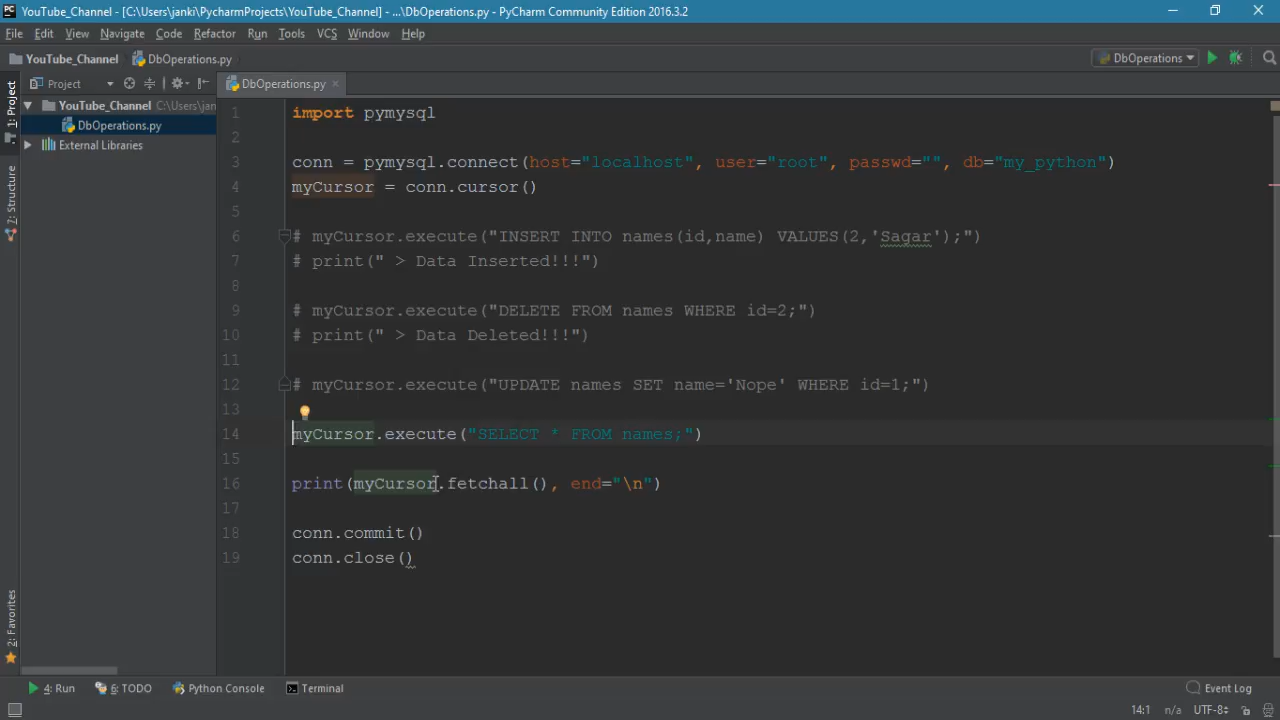 YouTube_Channel - [C:\Users\janki\PycharmProjects\YouTube_Channel] - ...\DbOperations.py - PyCharm Community Edition 2016.3.2
File Edit View Navigate Code Refactor Run Tools VCS Window Help
YouTube_Channel DbOperations.py DbOperations
1: Project
7: Structure
2: Favorites
Project DbOperations.py
YouTube_Channel C:\Users\jan
DbOperations.py
External Libraries
1 import pymysql
2
3 conn = pymysql.connect(host="localhost", user="root", passwd="", db="my_python")
4 myCursor = conn.cursor()
5
6 # myCursor.execute("INSERT INTO names(id,name) VALUES(2,'Sagar');")
7 # print(" > Data Inserted!!!")
8
9 # myCursor.execute("DELETE FROM names WHERE id=2;")
10 # print(" > Data Deleted!!!")
11
12 # myCursor.execute("UPDATE names SET name='Nope' WHERE id=1;")
13
14 myCursor.execute("SELECT * FROM names;")
15
16 print(myCursor.fetchall(), end="\n")
17
18 conn.commit()
19 conn.close()
4: Run 6: TODO Python Console Terminal Event Log
14:1 n/a UTF-8